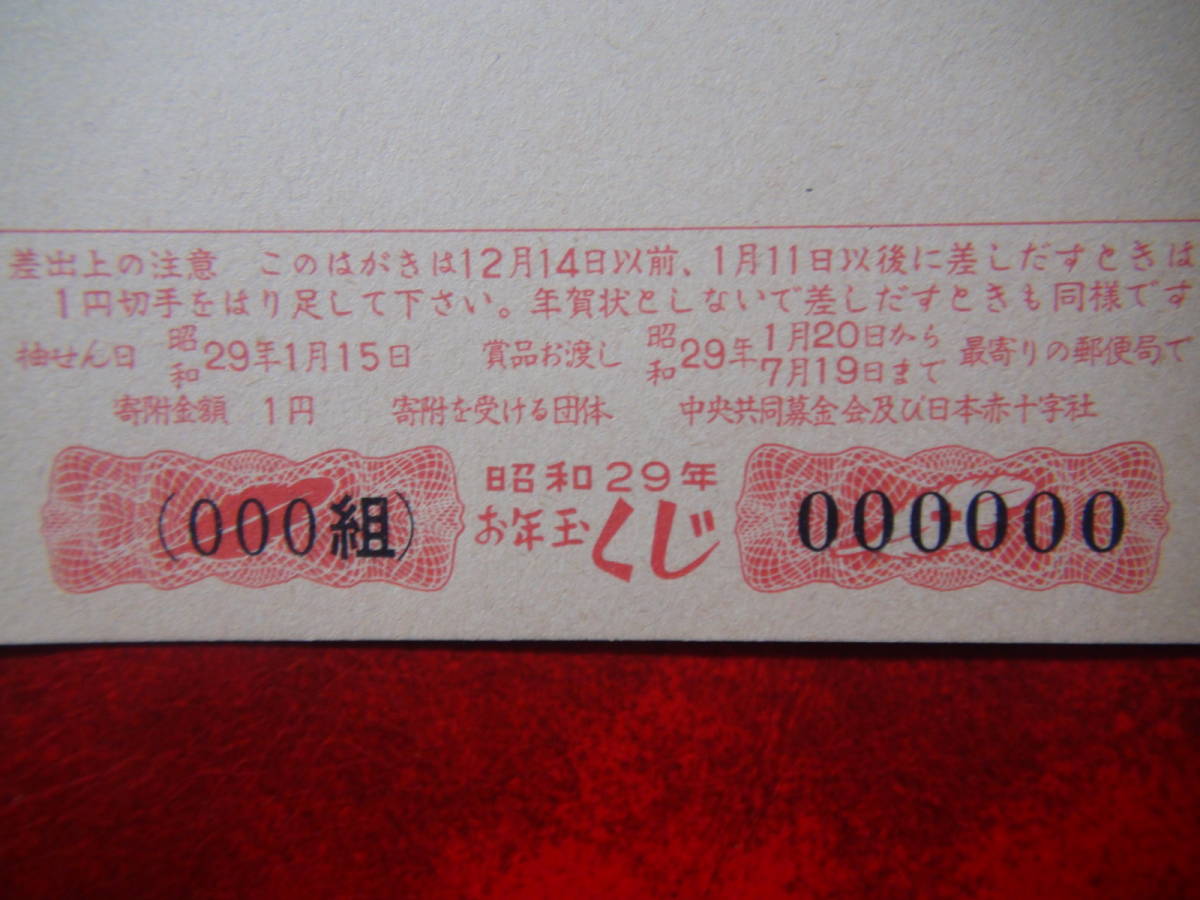 差出上の注意　このはがきは12月14日以前、1月11日以後に差しだすときは
1円切手をはり足して下さい。年賀状としないで差しだすときも同様です
抽せん日　昭和29年1月15日　賞品お渡し　昭和29年1月20日から7月19日まで最寄りの郵便局で
寄附金額　1円　寄附を受ける団体　中央共同募金会及び日本赤十字社
(000組)
昭和29年
お年玉くじ
000000